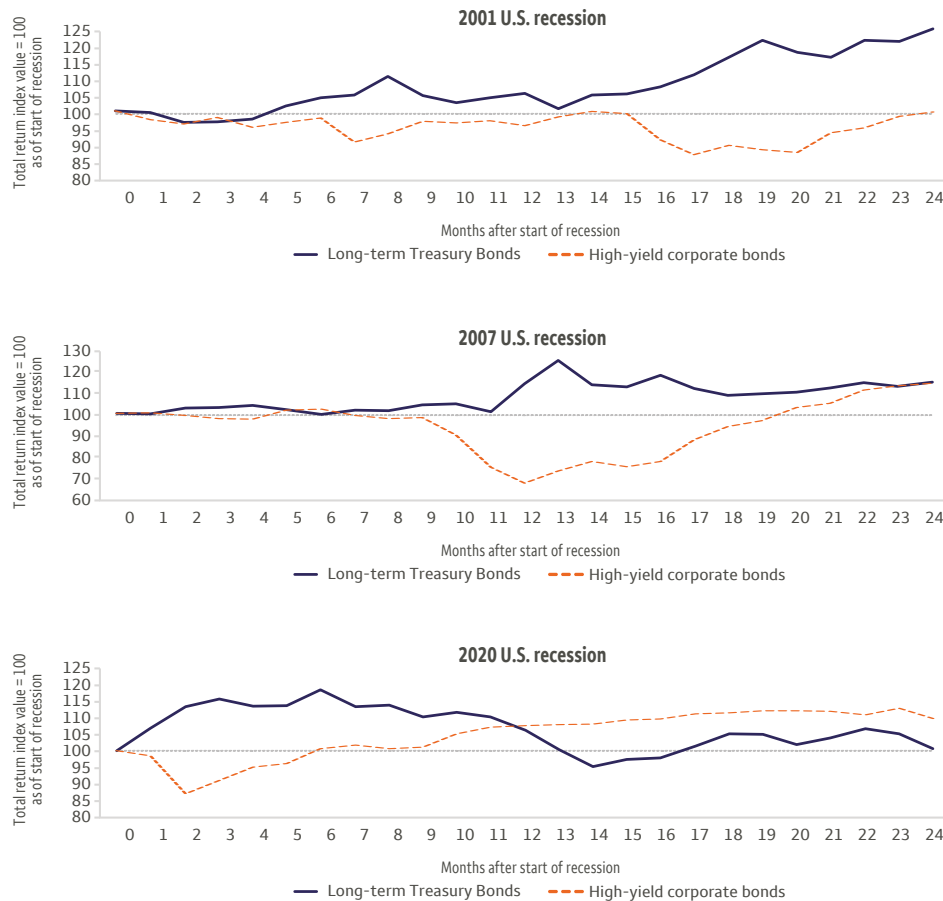 2001 U.S. recession
Total return index value = 100
as of start of recession
125
120
115
110
105
100
95
90
85
80
0 1 2 3 4 5 6 7 8 9 10 11 12 13 14 15 16 17 18 19 20 21 22 23 24
Months after start of recession
Long-term Treasury Bonds High-yield corporate bonds
2007 U.S. recession
Total return index value = 100
as of start of recession
130
120
110
100
90
80
70
60
0 1 2 3 4 5 6 7 8 9 10 11 12 13 14 15 16 17 18 19 20 21 22 23 24
Months after start of recession
Long-term Treasury Bonds High-yield corporate bonds
2020 U.S. recession
Total return index value = 100
as of start of recession
125
120
115
110
105
100
95
90
85
80
0 1 2 3 4 5 6 7 8 9 10 11 12 13 14 15 16 17 18 19 20 21 22 23 24
Months after start of recession
Long-term Treasury Bonds High-yield corporate bonds